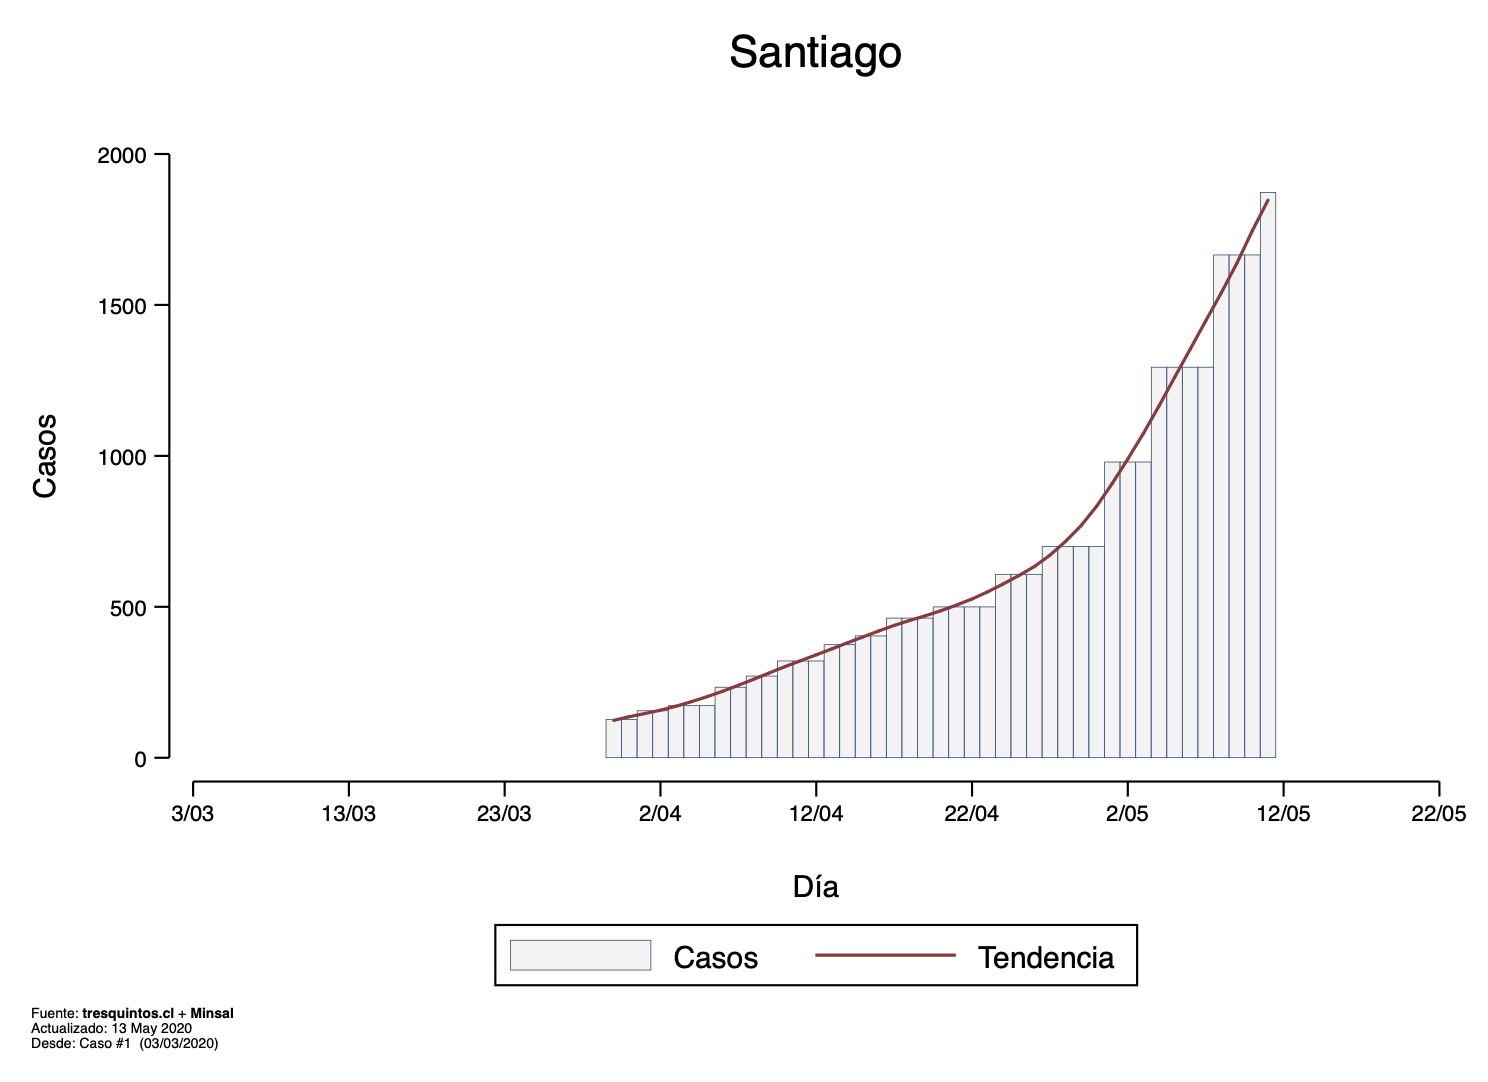 Santiago
2000
1500
1000
500
0
Casos
3/03 13/03 23/03 2/04 12/04 22/04 2/05 12/05 22/05
Día
Casos Tendencia
Fuente: tresquintos.cl + Minsal
Actualizado: 13 May 2020
Desde: Caso #1 (03/03/2020)